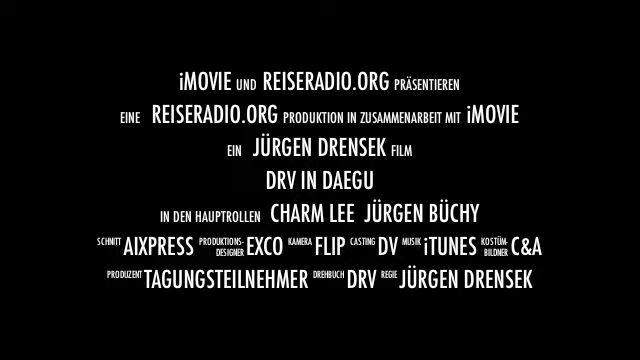 iMOVIE UND REISERADIO.ORG PRÄSENTIEREN
EINE REISERADIO.ORG PRODUKTION IN ZUSAMMENARBEIT MIT iMOVIE
EIN JÜRGEN DRENSEK FILM
DRV IN DAEGU
IN DEN HAUPTROLLEN CHARM LEE JÜRGEN BÜCHY
SCHNITT AIXPRESS PRODUKTIONS-DESIGNER EXCO KAMERA FLIP CASTING DV MUSIK iTUNES KOSTÜM-BILDNER C&A
PRODUZENT TAGUNGSTEILNEHMER DREHBUCH DRV REGIE JÜRGEN DRENSEK